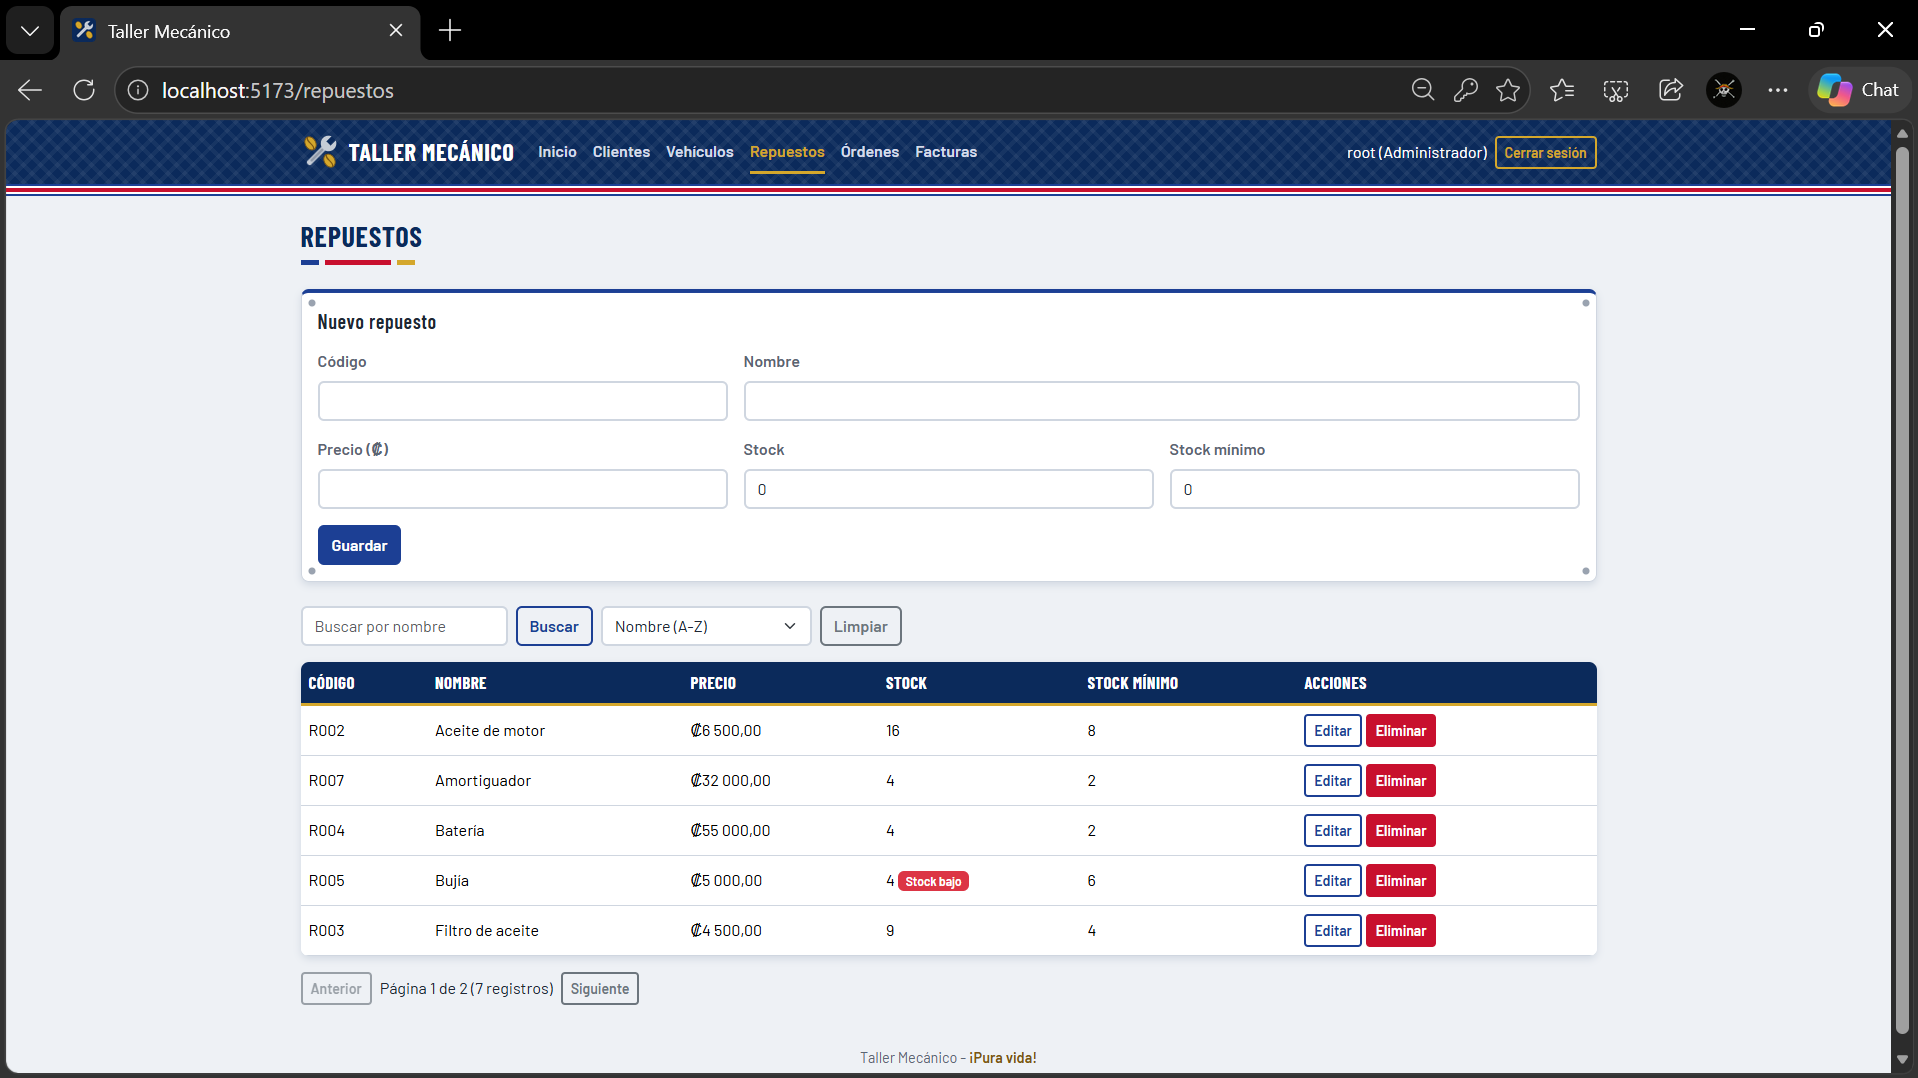 Taller Mecánico
localhost:5173/repuestos
Chat
TALLER MECÁNICO Inicio Clientes Vehículos Repuestos Órdenes Facturas root (Administrador) Cerrar sesión
REPUESTOS
Nuevo repuesto
Código Nombre
Precio (₡) Stock Stock mínimo
0 0
Guardar
Buscar por nombre Buscar Nombre (A-Z) Limpiar
CÓDIGO NOMBRE PRECIO STOCK STOCK MÍNIMO ACCIONES
R002 Aceite de motor ₡6 500,00 16 8 Editar Eliminar
R007 Amortiguador ₡32 000,00 4 2 Editar Eliminar
R004 Batería ₡55 000,00 4 2 Editar Eliminar
R005 Bujía ₡5 000,00 4 Stock bajo 6 Editar Eliminar
R003 Filtro de aceite ₡4 500,00 9 4 Editar Eliminar
Anterior Página 1 de 2 (7 registros) Siguiente
Taller Mecánico - ¡Pura vida!